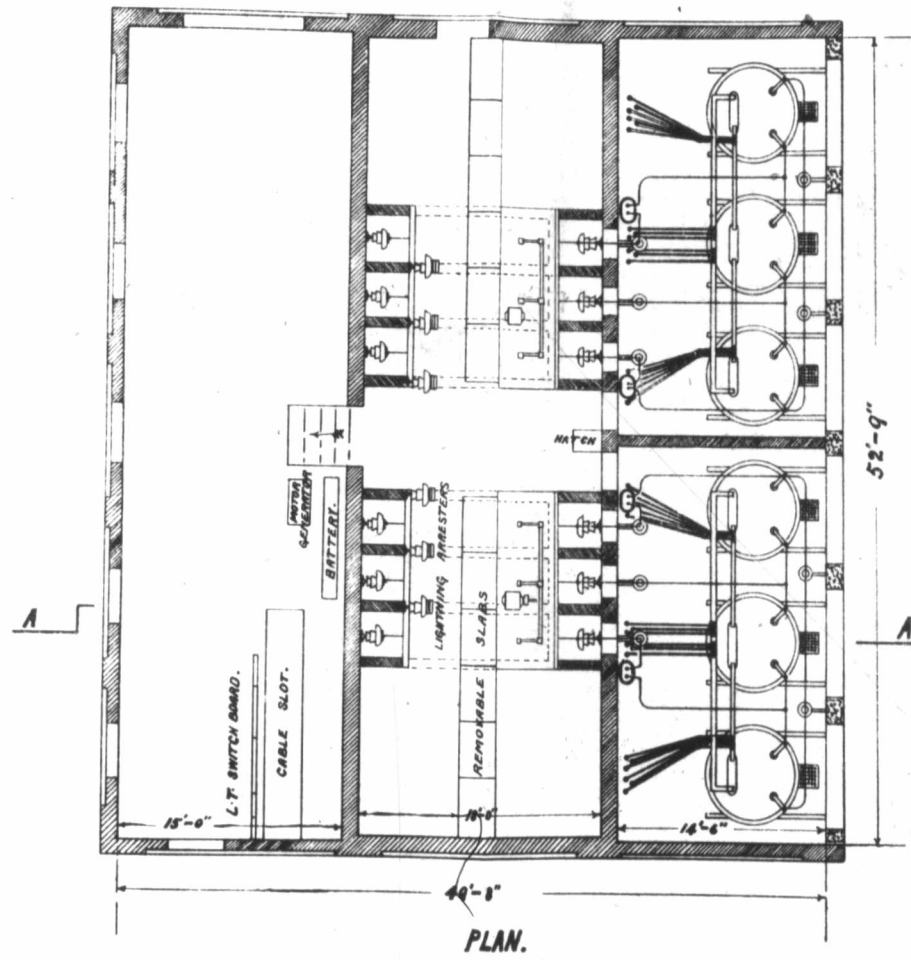 HATCH
MOTOR
GENERATOR
BATTERY.
LIGHTNING ARRESTERS
REMOVABLE SLABS
L.T. SWITCH BOARD.
CABLE SLOT.
A
A
52'-9"
15'-0"
14'-6"
PLAN.